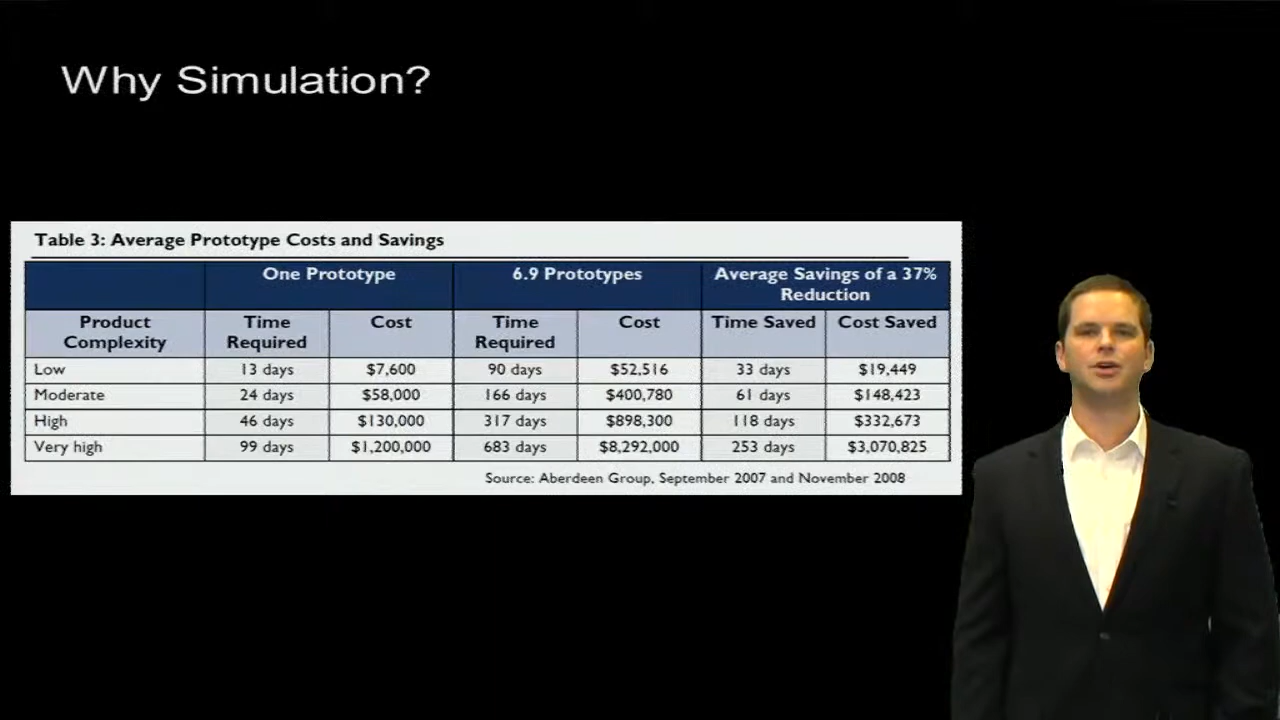 Why Simulation?
Table 3: Average Prototype Costs and Savings
One Prototype 6.9 Prototypes Average Savings of a 37% Reduction
Product Complexity Time Required Cost Time Required Cost Time Saved Cost Saved
Low 13 days $7,600 90 days $52,516 33 days $19,449
Moderate 24 days $58,000 166 days $400,780 61 days $148,423
High 46 days $130,000 317 days $898,300 118 days $332,673
Very high 99 days $1,200,000 683 days $8,292,000 253 days $3,070,825
Source: Aberdeen Group, September 2007 and November 2008